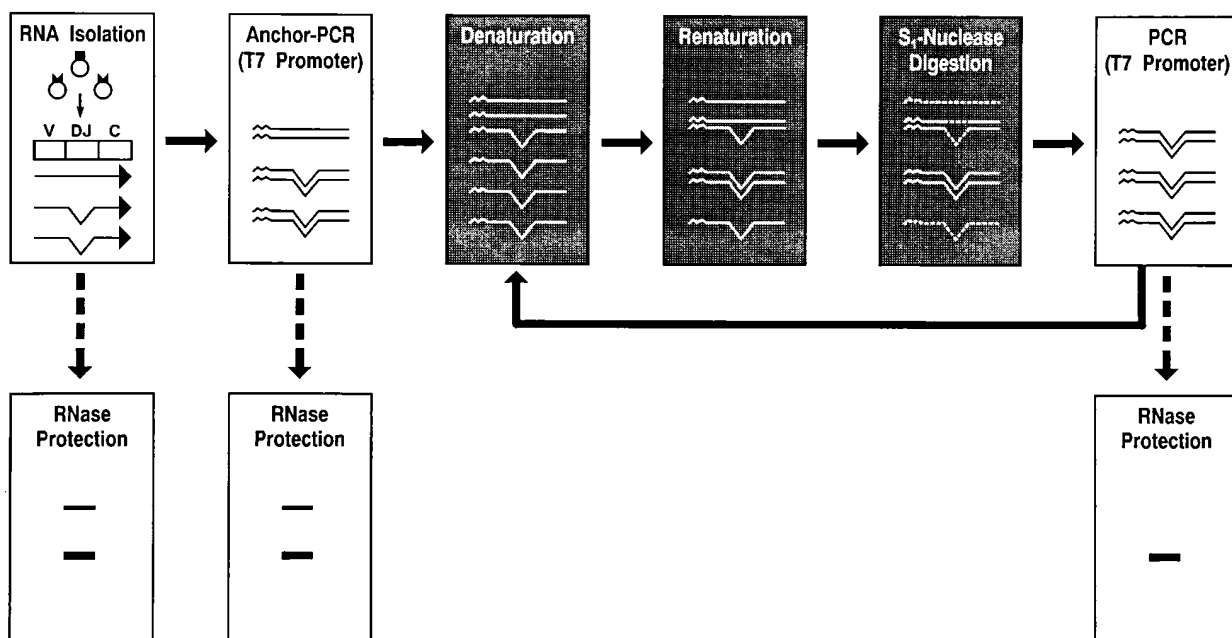 RNA Isolation
V DJ C
Anchor-PCR
(T7 Promoter)
Denaturation
Renaturation
S₁-Nuclease
Digestion
PCR
(T7 Promoter)
RNase
Protection
RNase
Protection
RNase
Protection